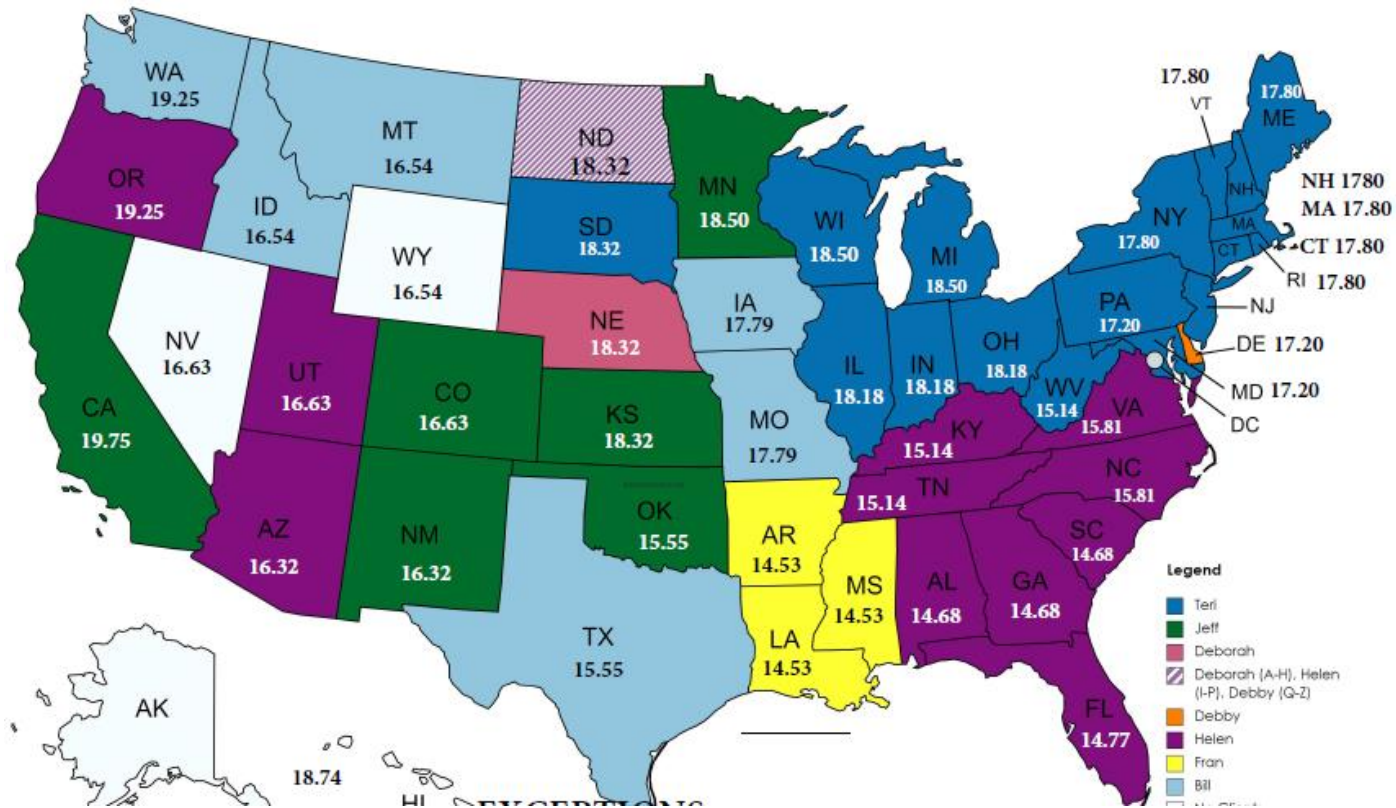 WA
19.25
OR
19.25
CA
19.75
NV
16.63
ID
16.54
MT
16.54
WY
16.54
UT
16.63
AZ
16.32
CO
16.63
NM
16.32
ND
18.32
SD
18.32
NE
18.32
KS
18.32
OK
15.55
TX
15.55
MN
18.50
IA
17.79
MO
17.79
AR
14.53
LA
14.53
MS
14.53
WI
18.50
MI
18.50
IL
18.18
IN
18.18
OH
18.18
KY
15.14
TN
15.14
WV
15.14
VA
15.81
NC
15.81
SC
14.68
AL
14.68
GA
14.68
FL
14.77
PA
17.20
NY
17.80
17.80
VT
17.80
ME
NH
MA
CT
NH 1780
MA 17.80
CT 17.80
RI 17.80
NJ
DE 17.20
MD 17.20
DC
AK
18.74
HI
EXCEPTIONS
Legend
Teri
Jeff
Deborah
Deborah (A-H), Helen
(I-P), Debby (Q-Z)
Debby
Helen
Fran
Bill